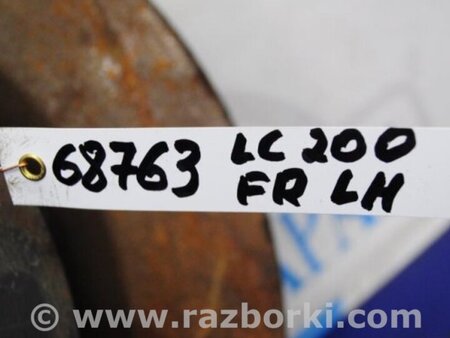 68763 LC 200
FR LH
© www.razborki.com